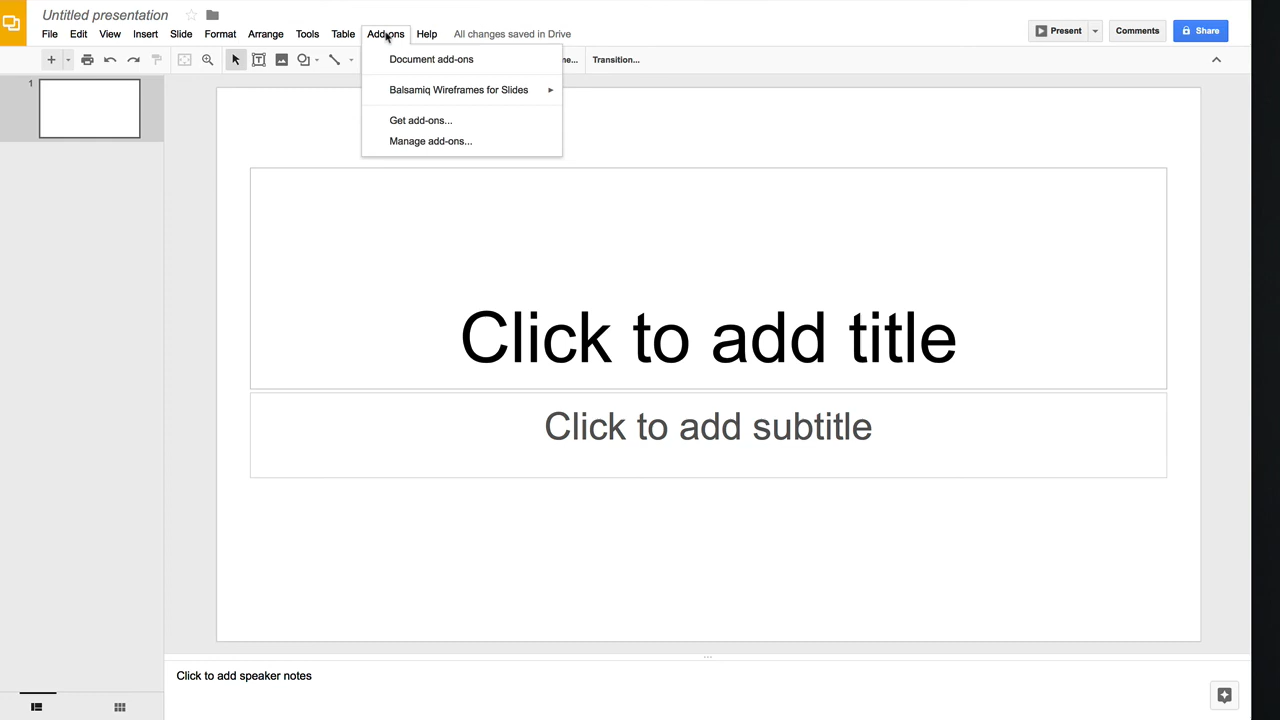 Untitled presentation
File Edit View Insert Slide Format Arrange Tools Table Add-ons Help All changes saved in Drive
Present Comments Share
Document add-ons
Transition...
Balsamiq Wireframes for Slides
Get add-ons...
Manage add-ons...
1
Click to add title
Click to add subtitle
Click to add speaker notes